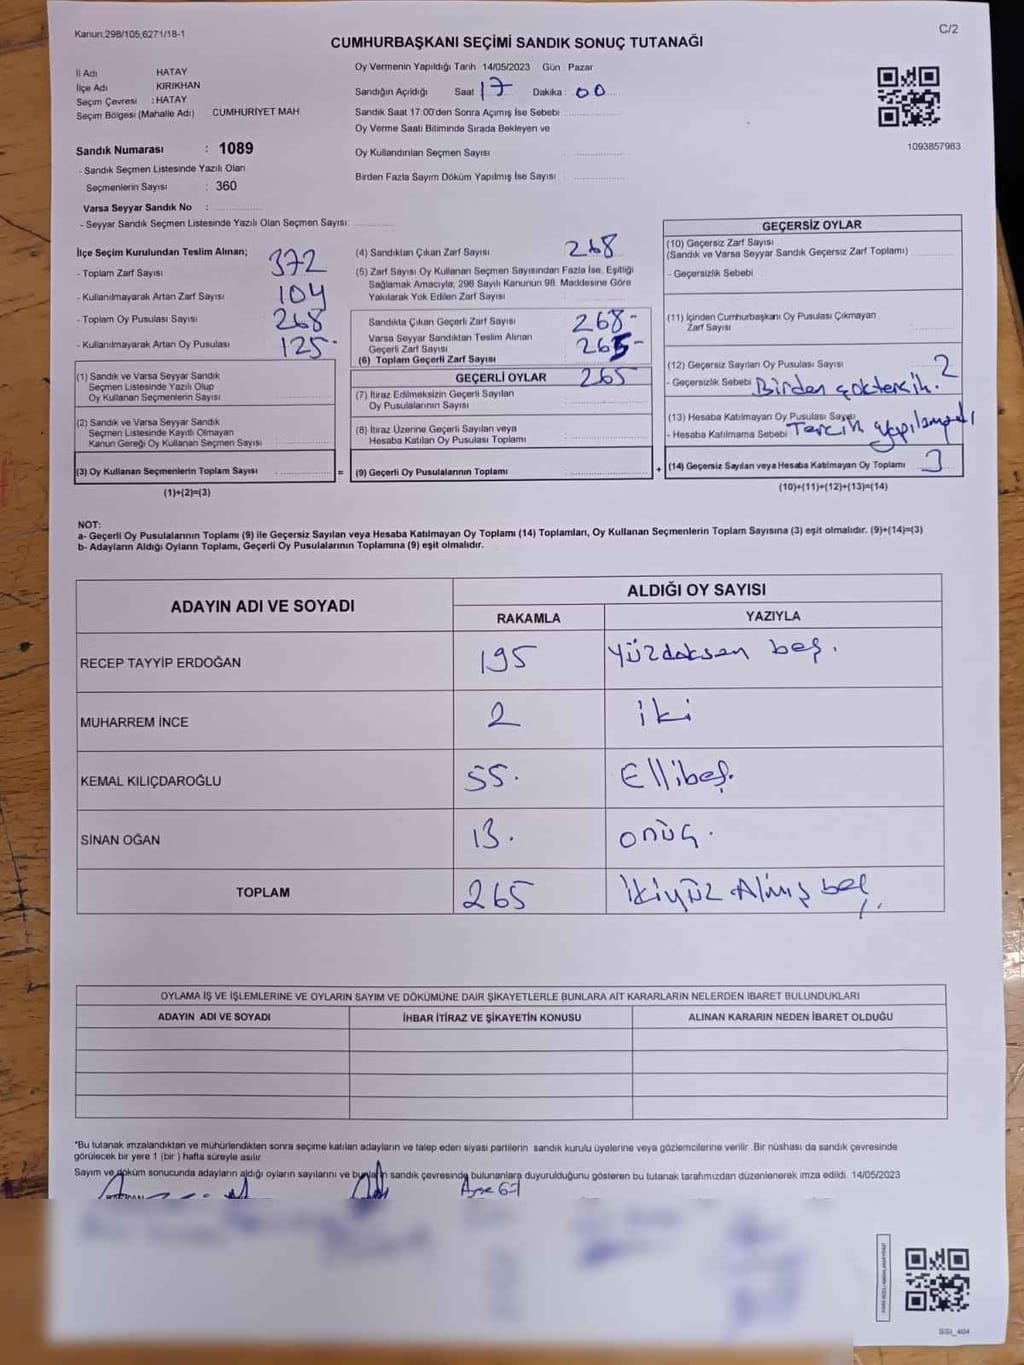 Kanun.298/105,6271/18-1
C/2
CUMHURBAŞKANI SEÇİMİ SANDIK SONUÇ TUTANAĞI
İl Adı HATAY
İlçe Adı KIRIKHAN
Seçim Çevresi : HATAY
Seçim Bölgesi (Mahalle Adı) CUMHURİYET MAH
Sandık Numarası : 1089
- Sandık Seçmen Listesinde Yazılı Olan
Seçmenlerin Sayısı : 360
Varsa Seyyar Sandık No :
- Seyyar Sandık Seçmen Listesinde Yazılı Olan Seçmen Sayısı:
Oy Vermenin Yapıldığı Tarih 14/05/2023 Gün Pazar
Sandığın Açıldığı Saat 17 Dakika 00
Sandık Saat 17.00'den Sonra Açımış İse Sebebi :
Oy Verme Saati Bitiminde Sırada Bekleyen ve
Oy Kullandırılan Seçmen Sayısı :
Birden Fazla Sayım Döküm Yapılmış İse Sayısı :
1093857983
İlçe Seçim Kurulundan Teslim Alınan;
- Toplam Zarf Sayısı 372
- Kullanılmayarak Artan Zarf Sayısı 104
- Toplam Oy Pusulası Sayısı 268
- Kullanılmayarak Artan Oy Pusulası 125
(1) Sandık ve Varsa Seyyar Sandık
Seçmen Listesinde Yazılı Olup
Oy Kullanan Seçmenlerin Sayısı
(2) Sandık ve Varsa Seyyar Sandık
Seçmen Listesinde Kayıtlı Olmayan
Kanun Gereği Oy Kullanan Seçmen Sayısı
(3) Oy Kullanan Seçmenlerin Toplam Sayısı =
(1)+(2)=(3)
(4) Sandıktan Çıkan Zarf Sayısı 268
(5) Zarf Sayısı Oy Kullanan Seçmen Sayısından Fazla İse, Eşitliği
Sağlamak Amacıyla; 298 Sayılı Kanunun 98. Maddesine Göre
Yakılarak Yok Edilen Zarf Sayısı
Sandıkta Çıkan Geçerli Zarf Sayısı 268-
Varsa Seyyar Sandıktan Teslim Alınan
Geçerli Zarf Sayısı 265-
(6) Toplam Geçerli Zarf Sayısı
GEÇERLİ OYLAR 265
(7) İtiraz Edilmeksizin Geçerli Sayılan
Oy Pusulalarının Sayısı
(8) İtiraz Üzerine Geçerli Sayılan veya
Hesaba Katılan Oy Pusulası Toplamı
(9) Geçerli Oy Pusulalarının Toplamı +
GEÇERSİZ OYLAR
(10) Geçersiz Zarf Sayısı
(Sandık ve Varsa Seyyar Sandık Geçersiz Zarf Toplamı)
- Geçersizlik Sebebi
(11) İçinden Cumhurbaşkanı Oy Pusulası Çıkmayan
Zarf Sayısı
(12) Geçersiz Sayılan Oy Pusulası Sayısı 2
- Geçersizlik Sebebi Birden çok tercih.
(13) Hesaba Katılmayan Oy Pusulası Sayısı 1
- Hesaba Katılmama Sebebi Tercih yapılamadı
(14) Geçersiz Sayılan veya Hesaba Katılmayan Oy Toplamı 3
(10)+(11)+(12)+(13)=(14)
NOT:
a- Geçerli Oy Pusulalarının Toplamı (9) ile Geçersiz Sayılan veya Hesaba Katılmayan Oy Toplamı (14) Toplamları, Oy Kullanan Seçmenlerin Toplam Sayısına (3) eşit olmalıdır. (9)+(14)=(3)
b- Adayların Aldığı Oyların Toplamı, Geçerli Oy Pusulalarının Toplamına (9) eşit olmalıdır.
ADAYIN ADI VE SOYADI ALDIĞI OY SAYISI
RAKAMLA YAZIYLA
RECEP TAYYİP ERDOĞAN 195 Yüzdoksen beş.
MUHARREM İNCE 2 iki
KEMAL KILIÇDAROĞLU 55. Ellibeş.
SİNAN OĞAN 13. onüç.
TOPLAM 265 İkiyüz Altmış beş
OYLAMA İŞ VE İŞLEMLERİNE VE OYLARIN SAYIM VE DÖKÜMÜNE DAİR ŞİKAYETLERLE BUNLARA AİT KARARLARIN NELERDEN İBARET BULUNDUKLARI
ADAYIN ADI VE SOYADI İHBAR İTİRAZ VE ŞİKAYETİN KONUSU ALINAN KARARIN NEDEN İBARET OLDUĞU
*Bu tutanak imzalandıktan ve mühürlendikten sonra seçime katılan adayların ve talep eden siyasi partilerin sandık kurulu üyelerine veya gözlemcilerine verilir .Bir nüshası da sandık çevresinde
görülecek bir yere 1 (bir ) hafta süreyle asılır.
Sayım ve döküm sonucunda adayların aldığı oyların sayılarını ve bunların sandık çevresinde bulunanlara duyurulduğunu gösteren bu tutanak tarafımızdan düzenlenerek imza edildi. 14/05/2023